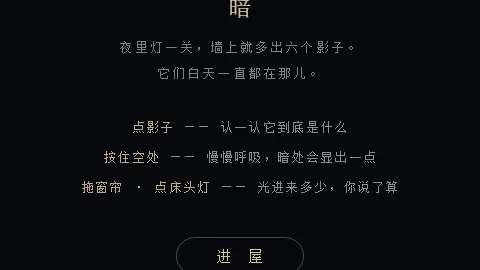 暗
夜里灯一关，墙上就多出六个影子。
它们白天一直都在那儿。
点影子 —— 认一认它到底是什么
按住空处 —— 慢慢呼吸，暗处会显出一点
拖窗帘 · 点床头灯 —— 光进来多少，你说了算
进 屋